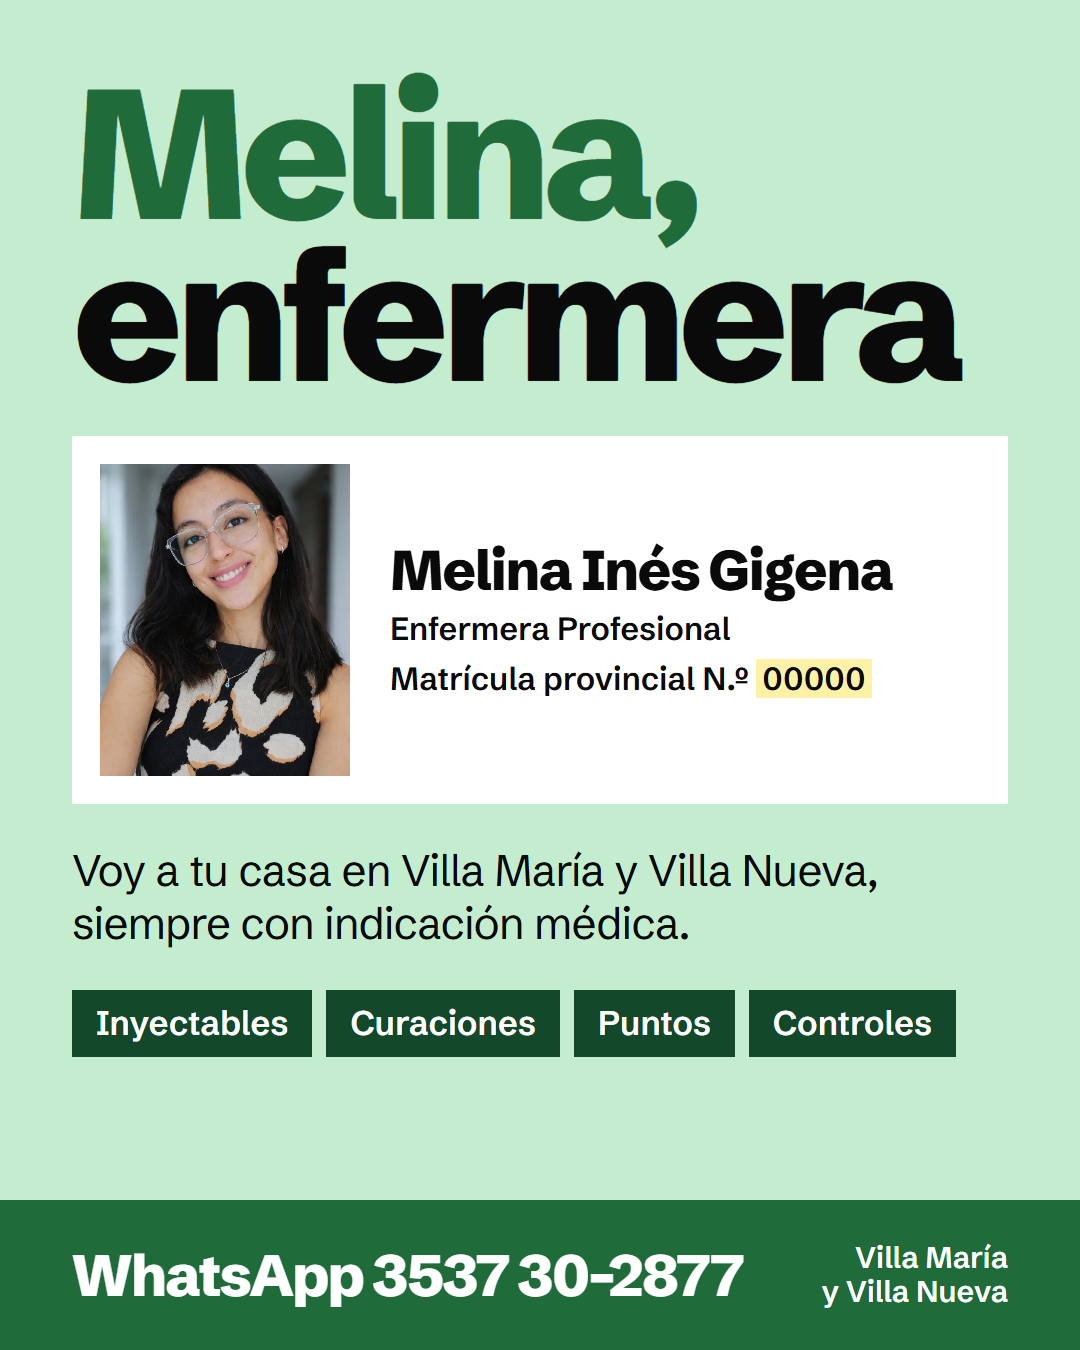 Melina,
enfermera
Melina Inés Gigena
Enfermera Profesional
Matrícula provincial N.º 00000
Voy a tu casa en Villa María y Villa Nueva,
siempre con indicación médica.
Inyectables Curaciones Puntos Controles
WhatsApp 3537 30-2877
Villa María
y Villa Nueva